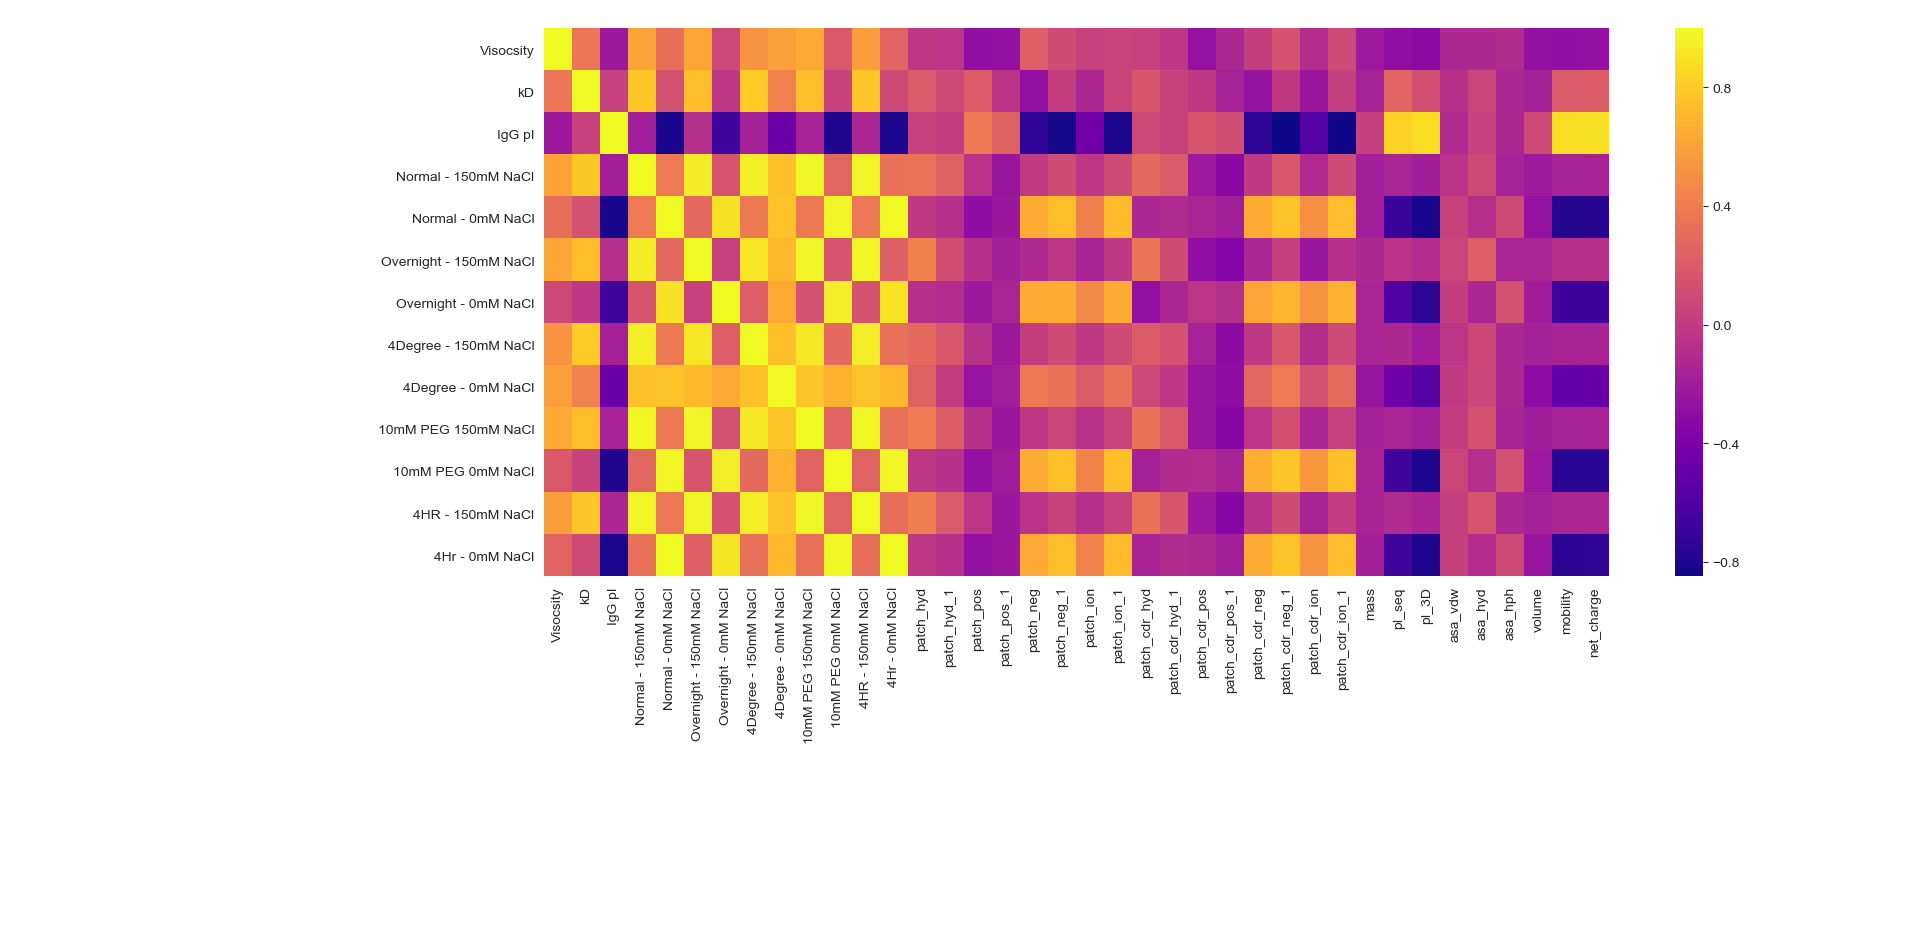 Visocsity
kD
IgG pI
Normal - 150mM NaCl
Normal - 0mM NaCl
Overnight - 150mM NaCl
Overnight - 0mM NaCl
4Degree - 150mM NaCl
4Degree - 0mM NaCl
10mM PEG 150mM NaCl
10mM PEG 0mM NaCl
4HR - 150mM NaCl
4Hr - 0mM NaCl
Visocsity
kD
IgG pI
Normal - 150mM NaCl
Normal - 0mM NaCl
Overnight - 150mM NaCl
Overnight - 0mM NaCl
4Degree - 150mM NaCl
4Degree - 0mM NaCl
10mM PEG 150mM NaCl
10mM PEG 0mM NaCl
4HR - 150mM NaCl
4Hr - 0mM NaCl
patch_hyd
patch_hyd_1
patch_pos
patch_pos_1
patch_neg
patch_neg_1
patch_ion
patch_ion_1
patch_cdr_hyd
patch_cdr_hyd_1
patch_cdr_pos
patch_cdr_pos_1
patch_cdr_neg
patch_cdr_neg_1
patch_cdr_ion
patch_cdr_ion_1
mass
pI_seq
pI_3D
asa_vdw
asa_hyd
asa_hph
volume
mobility
net_charge
0.8
0.4
0.0
−0.4
−0.8